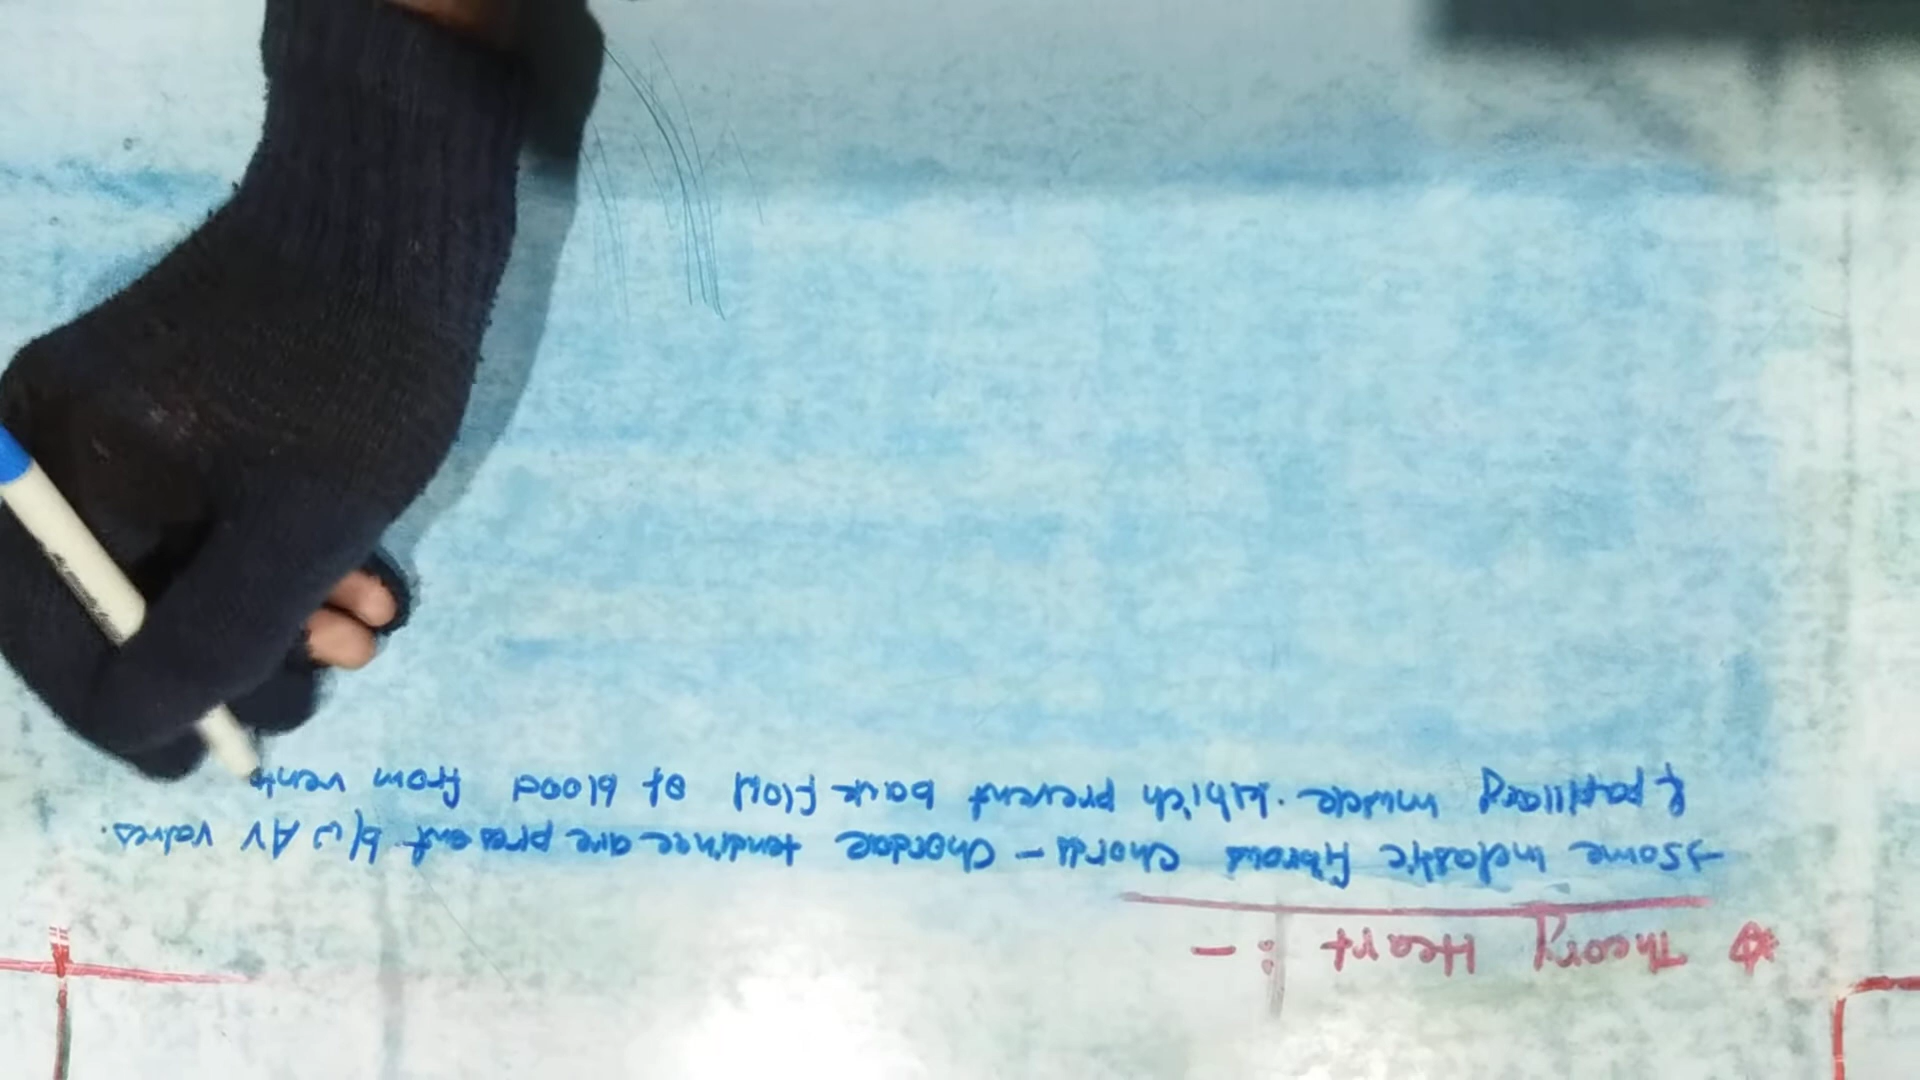 Theory Heart :-
→ Some inelastic fibrous chords - Chordae tendinae are present b/w AV valves.
& papillary muscle. which prevent back flow of blood from vent